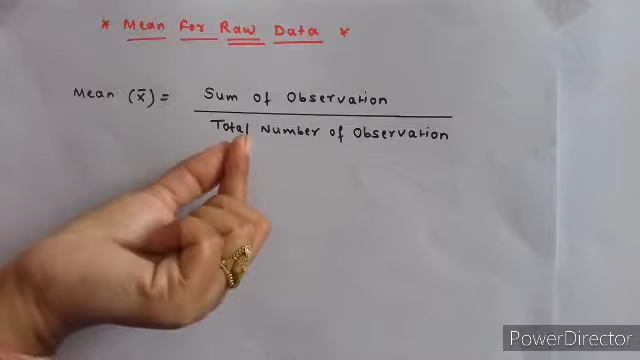 * Mean For Raw Data *
Mean (x̄) = Sum of Observation
Total Number of Observation
PowerDirector